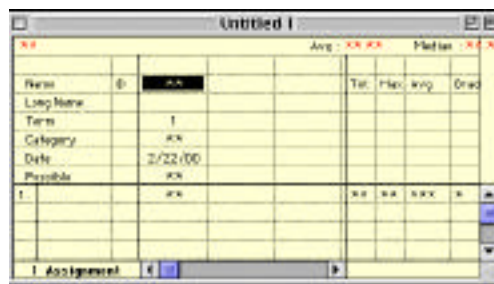 Untitled 1
** Avg : ** ** Median : **
Name ID ** Tot. Max Avg Grad
Long Name
Term 1
Category **
Date 2/22/00
Possible **
1. ** ** ** *** *
1 Assignment